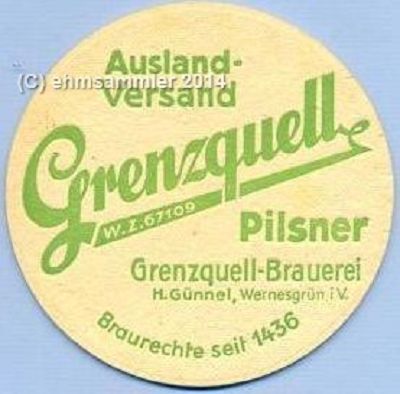 Ausland-
(C) ehmsammler 2014
versand
Grenzquell
W.Z.67109
Pilsner
Grenzquell-Brauerei
H.Günnel, Wernesgrün i.V.
Braurechte seit 1436